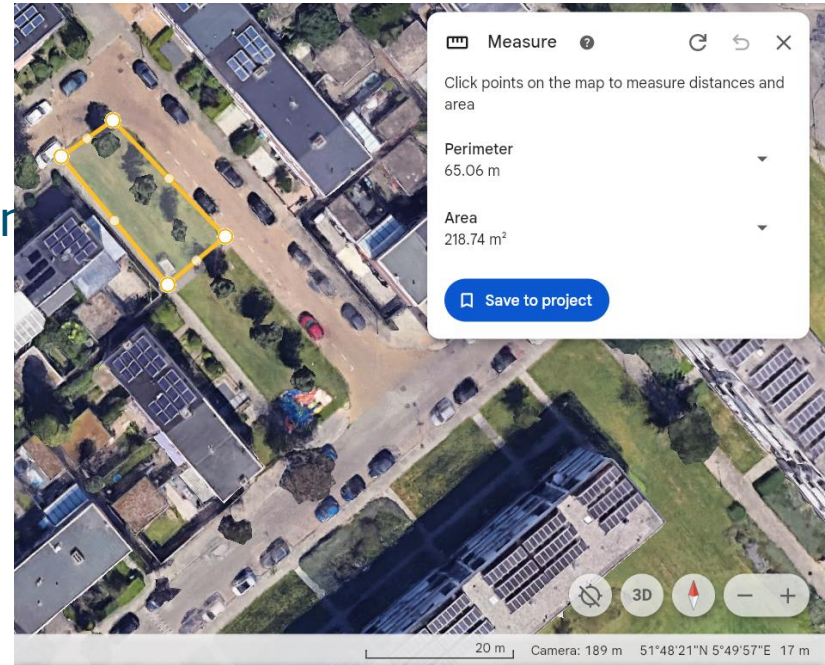 Measure
Click points on the map to measure distances and
area
Perimeter
65.06 m
Area
218.74 m²
Save to project
r
3D
20 m
Camera: 189 m 51°48'21"N 5°49'57"E 17 m